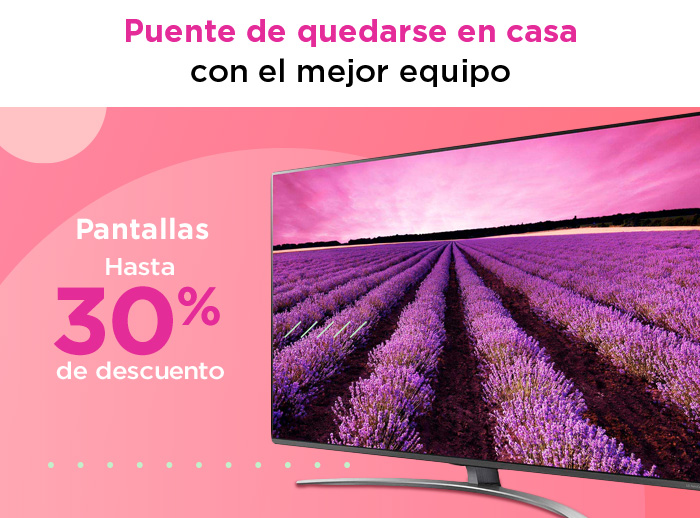 Puente de quedarse en casa
con el mejor equipo
Pantallas
Hasta
30%
de descuento